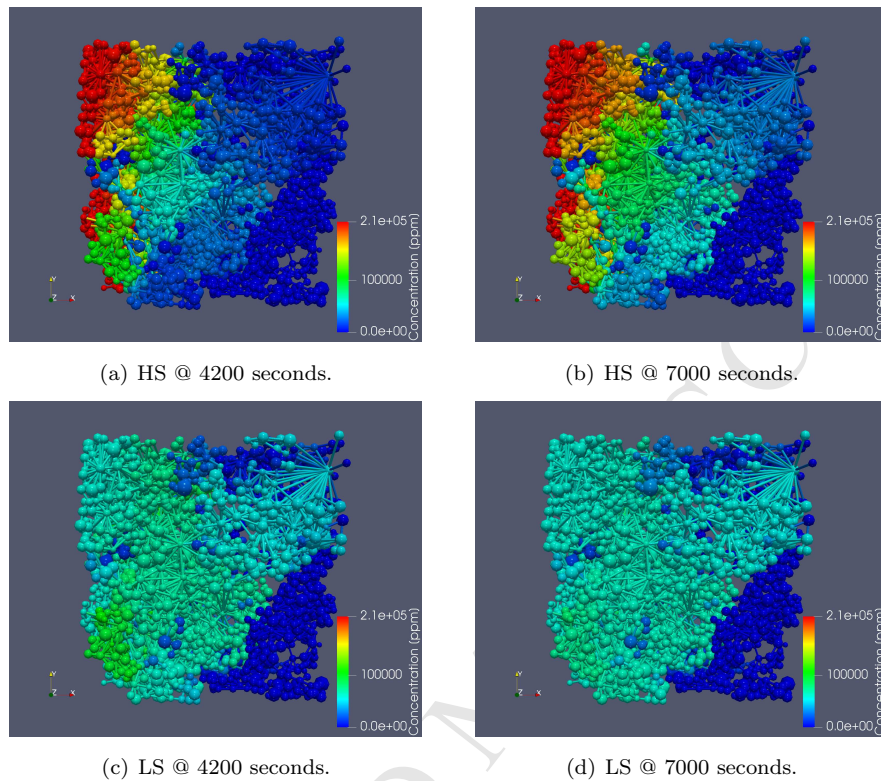 2.1e+05
100000
0.0e+00
Concentration (ppm)
Y
Z
X
2.1e+05
100000
0.0e+00
Concentration (ppm)
Y
Z
X
(a) HS @ 4200 seconds.
(b) HS @ 7000 seconds.
2.1e+05
100000
0.0e+00
Concentration (ppm)
Y
Z
X
2.1e+05
100000
0.0e+00
Concentration (ppm)
Y
Z
X
(c) LS @ 4200 seconds.
(d) LS @ 7000 seconds.